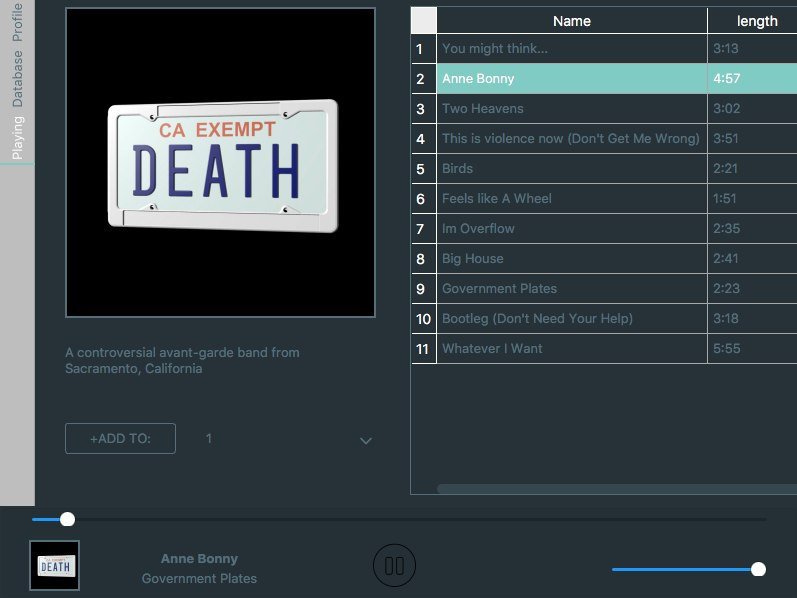 Profile
Database
Playing
CA EXEMPT
DEATH
A controversial avant-garde band from
Sacramento, California
+ADD TO:
1
Name length
1 You might think... 3:13
2 Anne Bonny 4:57
3 Two Heavens 3:02
4 This is violence now (Don't Get Me Wrong) 3:51
5 Birds 2:21
6 Feels like A Wheel 1:51
7 Im Overflow 2:35
8 Big House 2:41
9 Government Plates 2:23
10 Bootleg (Don't Need Your Help) 3:18
11 Whatever I Want 5:55
CA EXEMPT
DEATH
Anne Bonny
Government Plates